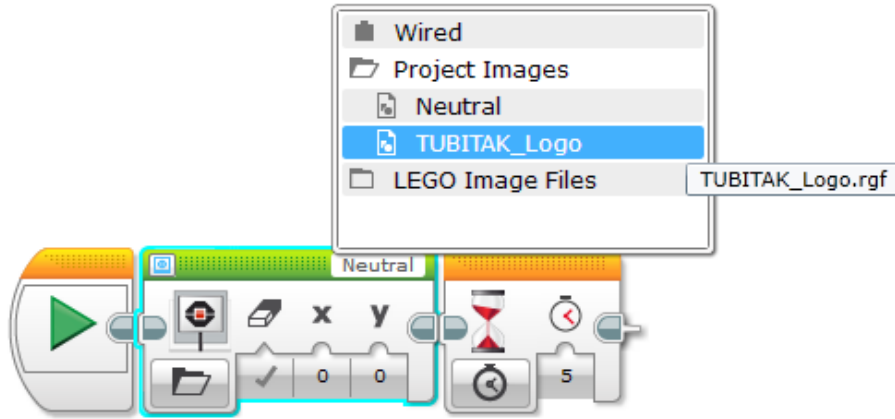 Wired
Project Images
Neutral
TUBITAK_Logo
LEGO Image Files
TUBITAK_Logo.rgf
Neutral
x y
0 0 5